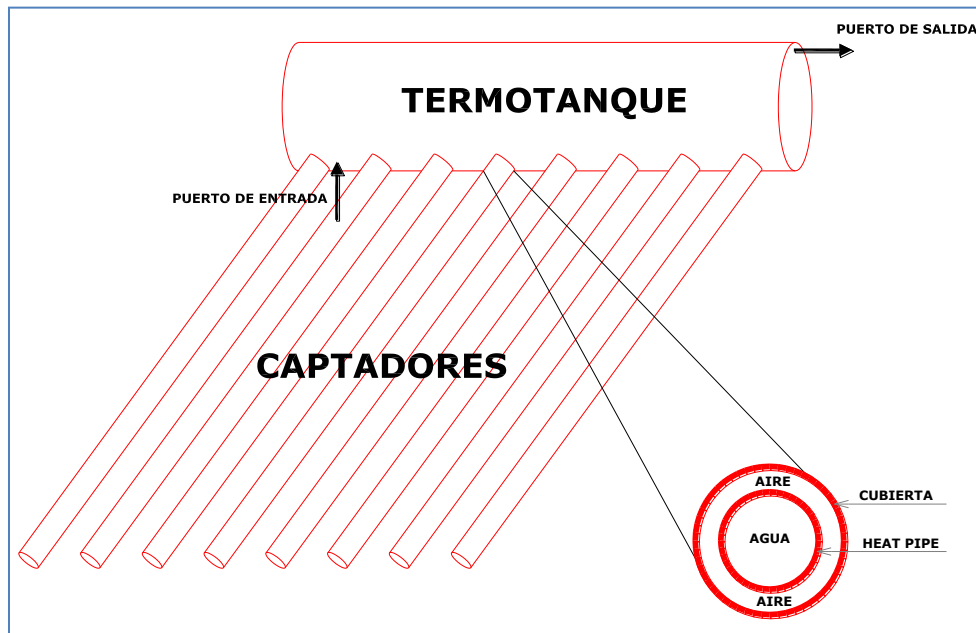 PUERTO DE SALIDA
TERMOTANQUE
PUERTO DE ENTRADA
CAPTADORES
AIRE
CUBIERTA
AGUA
HEAT PIPE
AIRE